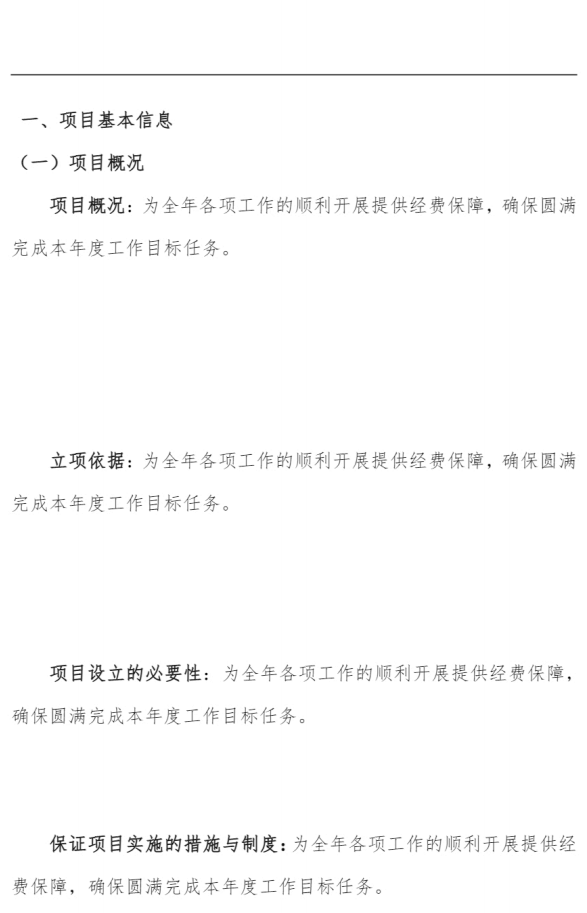 一、项目基本信息
（一）项目概况
项目概况：为全年各项工作的顺利开展提供经费保障，确保圆满
完成本年度工作目标任务。
立项依据：为全年各项工作的顺利开展提供经费保障，确保圆满
完成本年度工作目标任务。
项目设立的必要性：为全年各项工作的顺利开展提供经费保障，
确保圆满完成本年度工作目标任务。
保证项目实施的措施与制度：为全年各项工作的顺利开展提供经
费保障，确保圆满完成本年度工作目标任务。